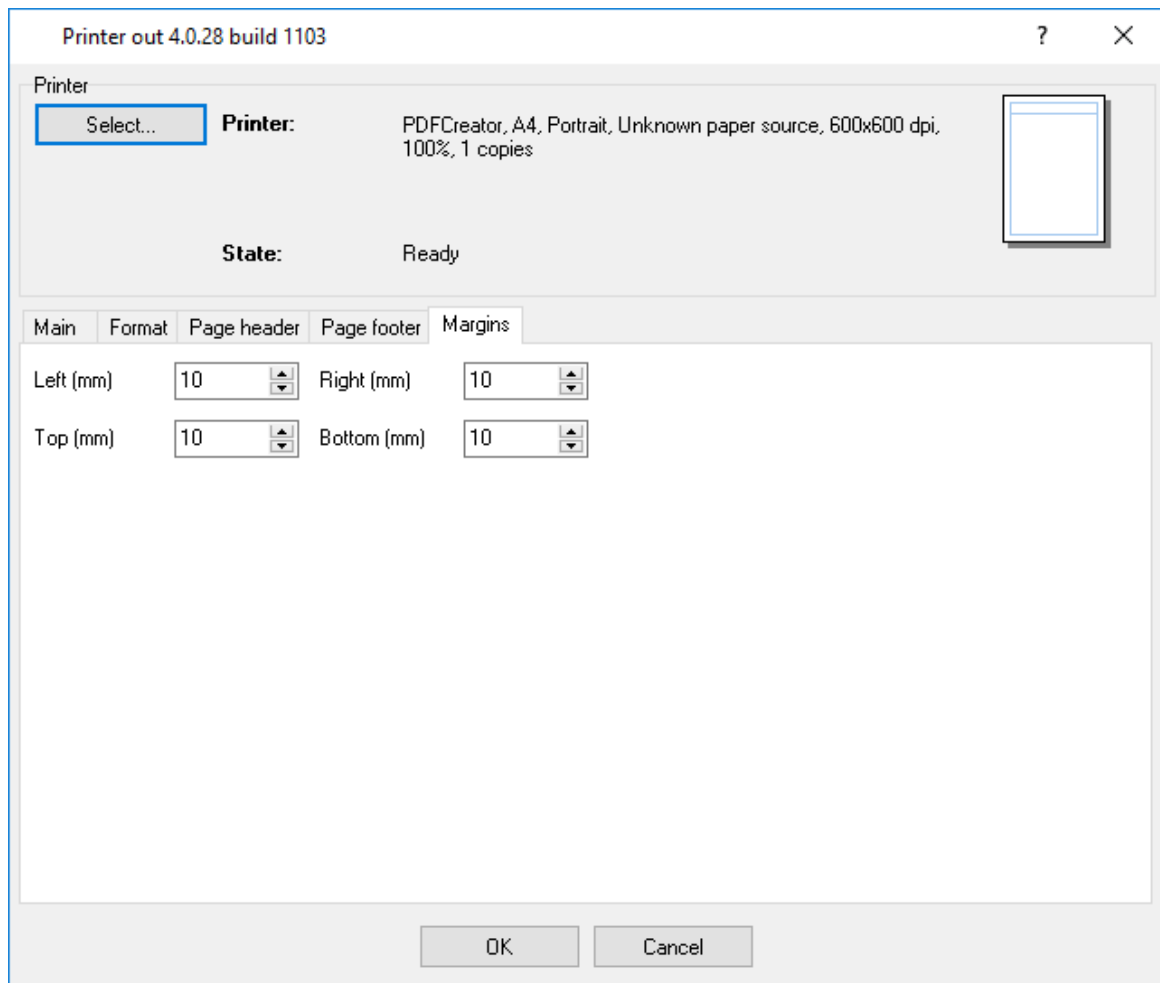 Printer out 4.0.28 build 1103
?
Printer
Select...
Printer:
PDFCreator, A4, Portrait, Unknown paper source, 600x600 dpi,
100%, 1 copies
State:
Ready
Main
Format
Page header
Page footer
Margins
Left (mm)
10
Right (mm)
10
Top (mm)
10
Bottom (mm)
10
OK
Cancel